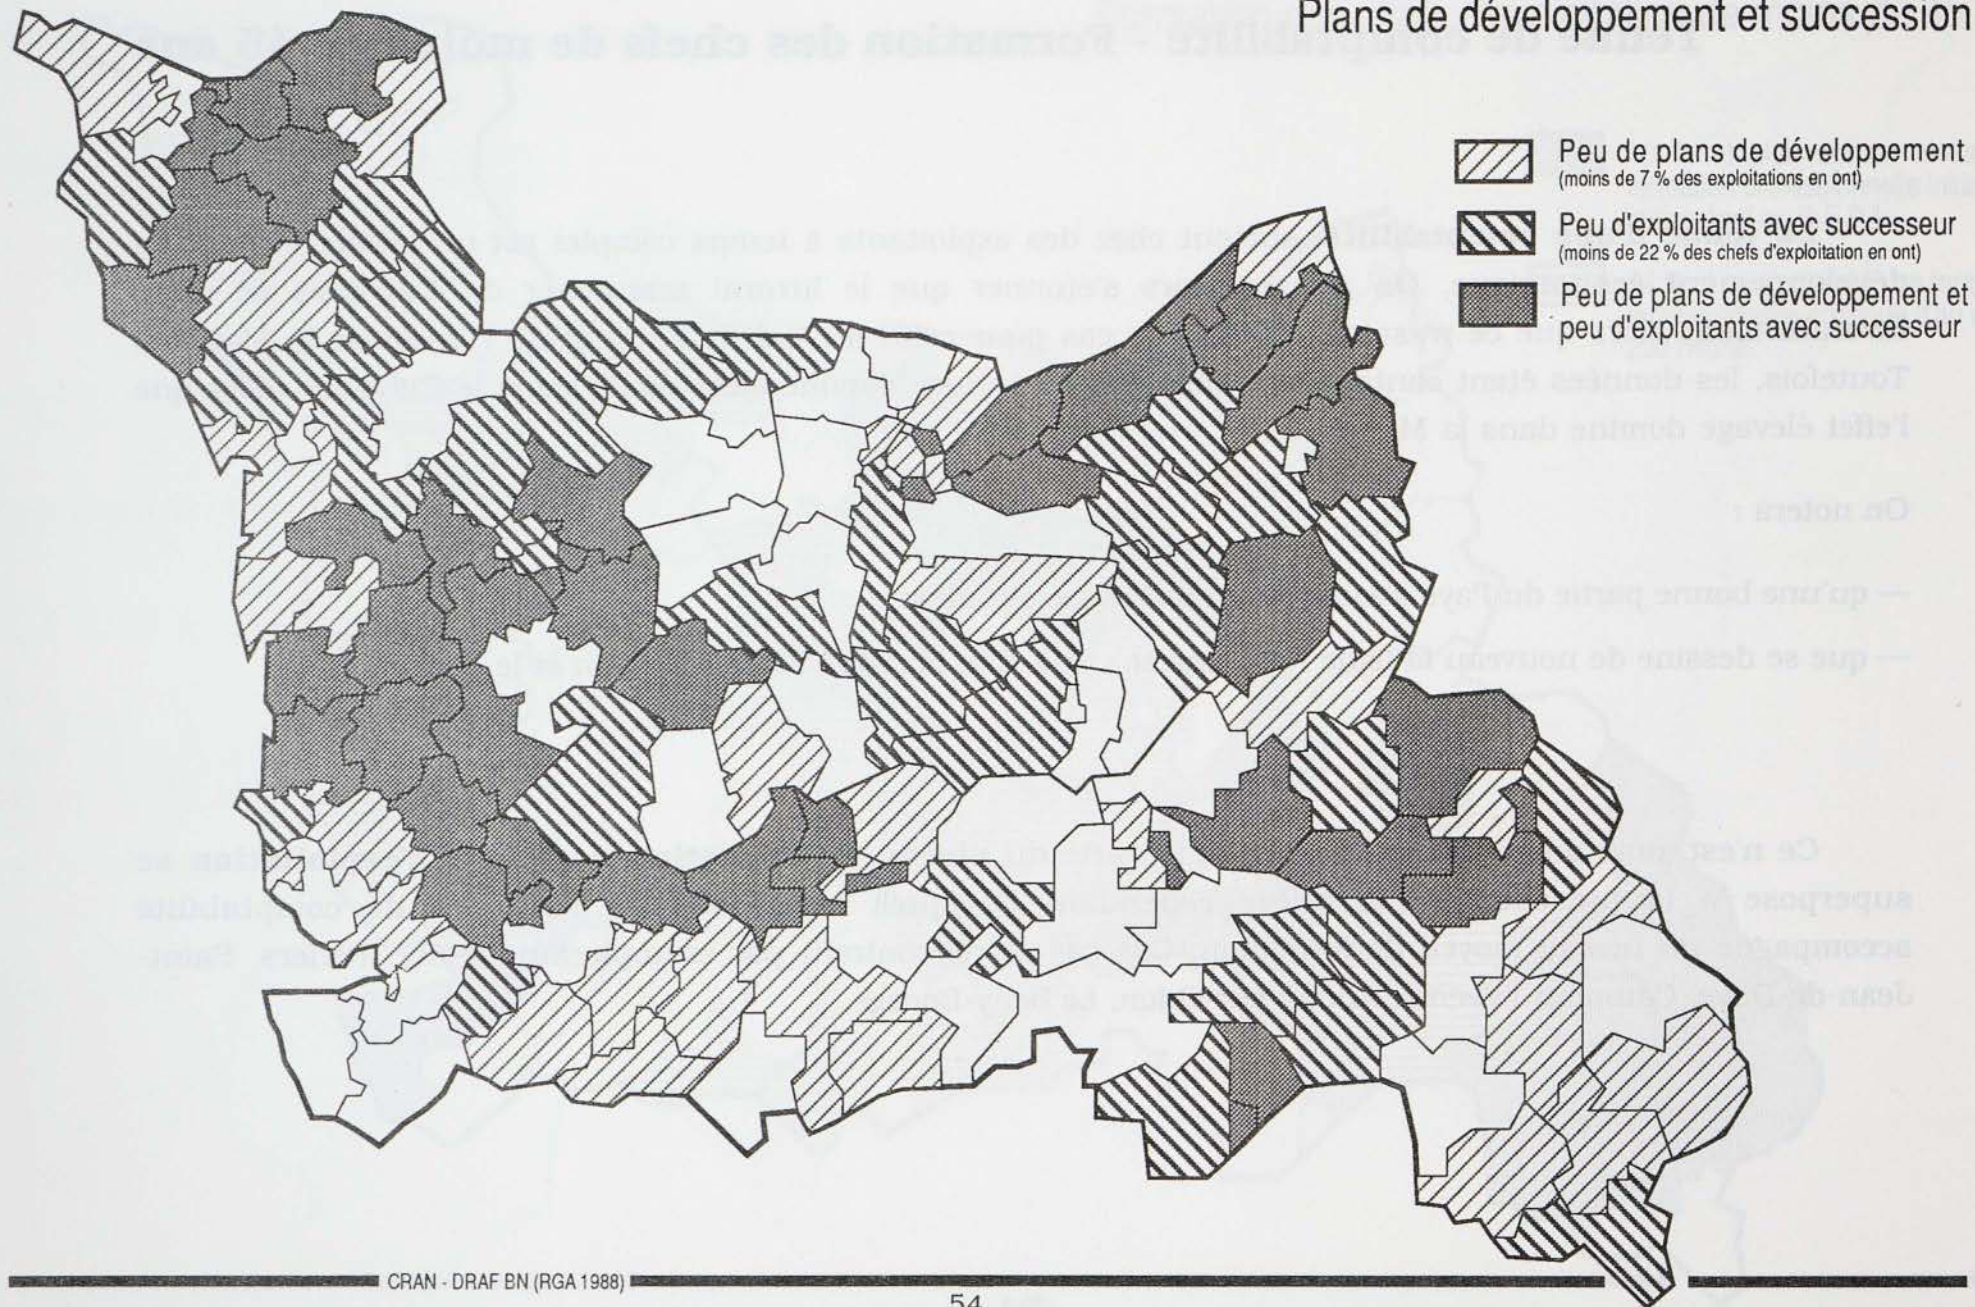 Plans de développement et succession
Peu de plans de développement
(moins de 7 % des exploitations en ont)
Peu d'exploitants avec successeur
(moins de 22 % des chefs d'exploitation en ont)
Peu de plans de développement et
peu d'exploitants avec successeur
CRAN - DRAF BN (RGA 1988)
54